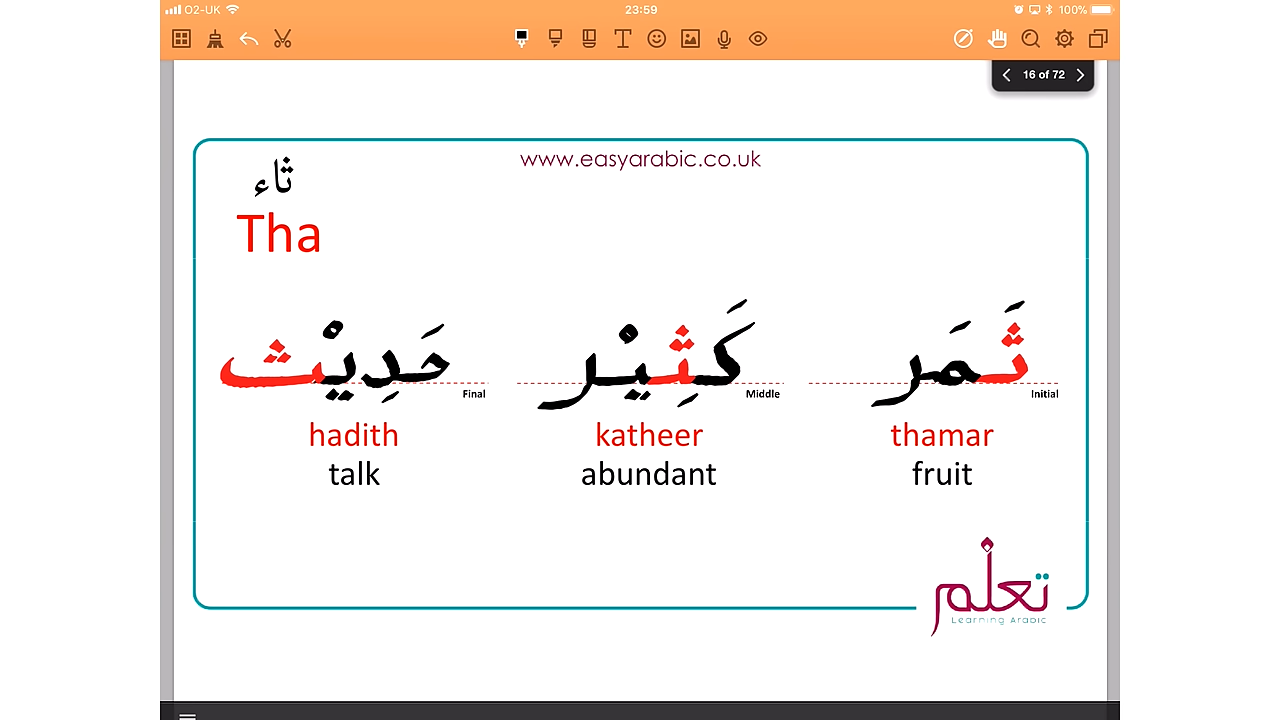 O2-UK 23:59 100%
16 of 72
www.easyarabic.co.uk
ثاء
Tha
ثَمَر كَثِيْر حَدِيْث
Initial Middle Final
thamar katheer hadith
fruit abundant talk
تعلم
Learning Arabic